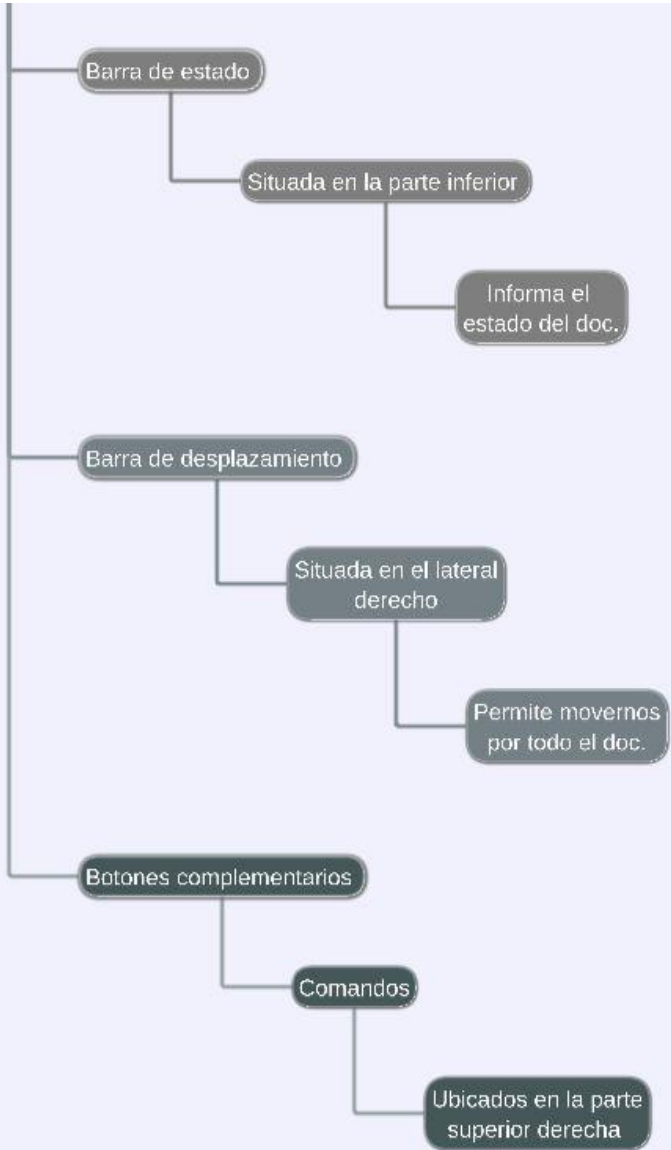 Barra de estado
Situada en la parte inferior
Informa el
estado del doc.
Barra de desplazamiento
Situada en el lateral
derecho
Permite movernos
por todo el doc.
Botones complementarios
Comandos
Ubicados en la parte
superior derecha